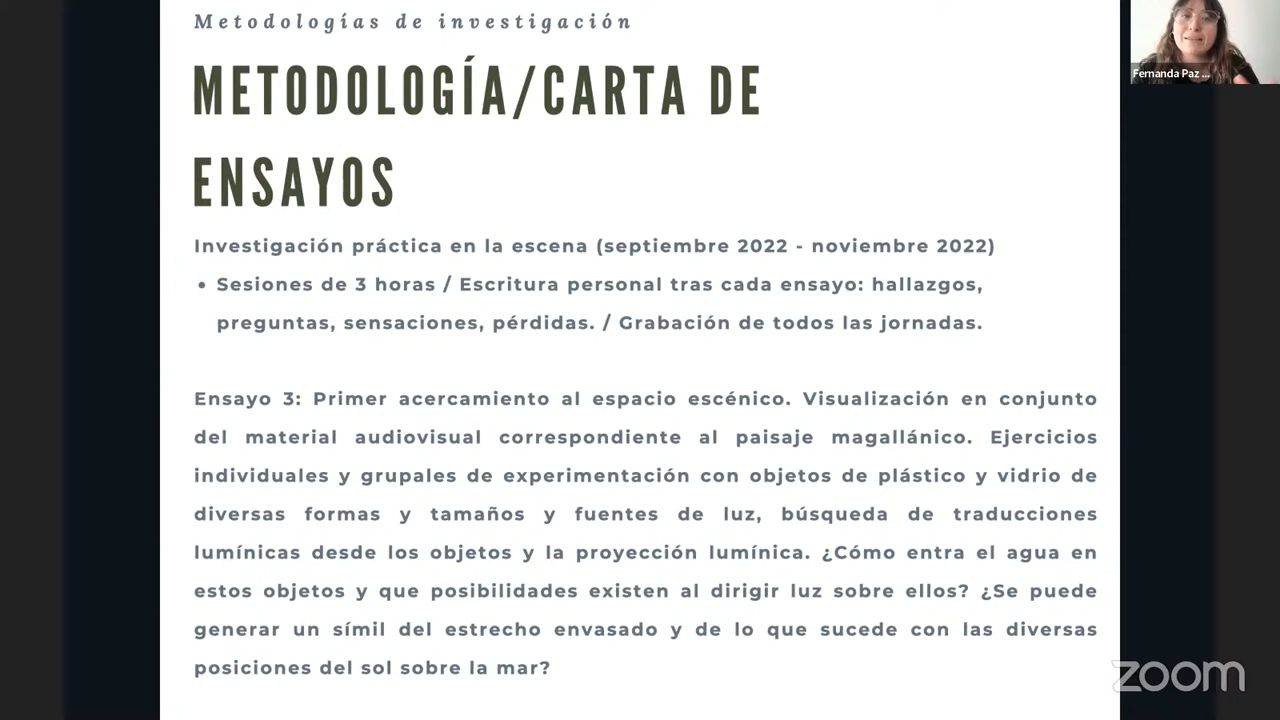 Metodologías de investigación
METODOLOGÍA/CARTA DE
ENSAYOS
Investigación práctica en la escena (septiembre 2022 - noviembre 2022)
• Sesiones de 3 horas / Escritura personal tras cada ensayo: hallazgos,
preguntas, sensaciones, pérdidas. / Grabación de todos las jornadas.
Ensayo 3: Primer acercamiento al espacio escénico. Visualización en conjunto
del material audiovisual correspondiente al paisaje magallánico. Ejercicios
individuales y grupales de experimentación con objetos de plástico y vidrio de
diversas formas y tamaños y fuentes de luz, búsqueda de traducciones
lumínicas desde los objetos y la proyección lumínica. ¿Cómo entra el agua en
estos objetos y que posibilidades existen al dirigir luz sobre ellos? ¿Se puede
generar un símil del estrecho envasado y de lo que sucede con las diversas
posiciones del sol sobre la mar?
Fernanda Paz ...
zoom